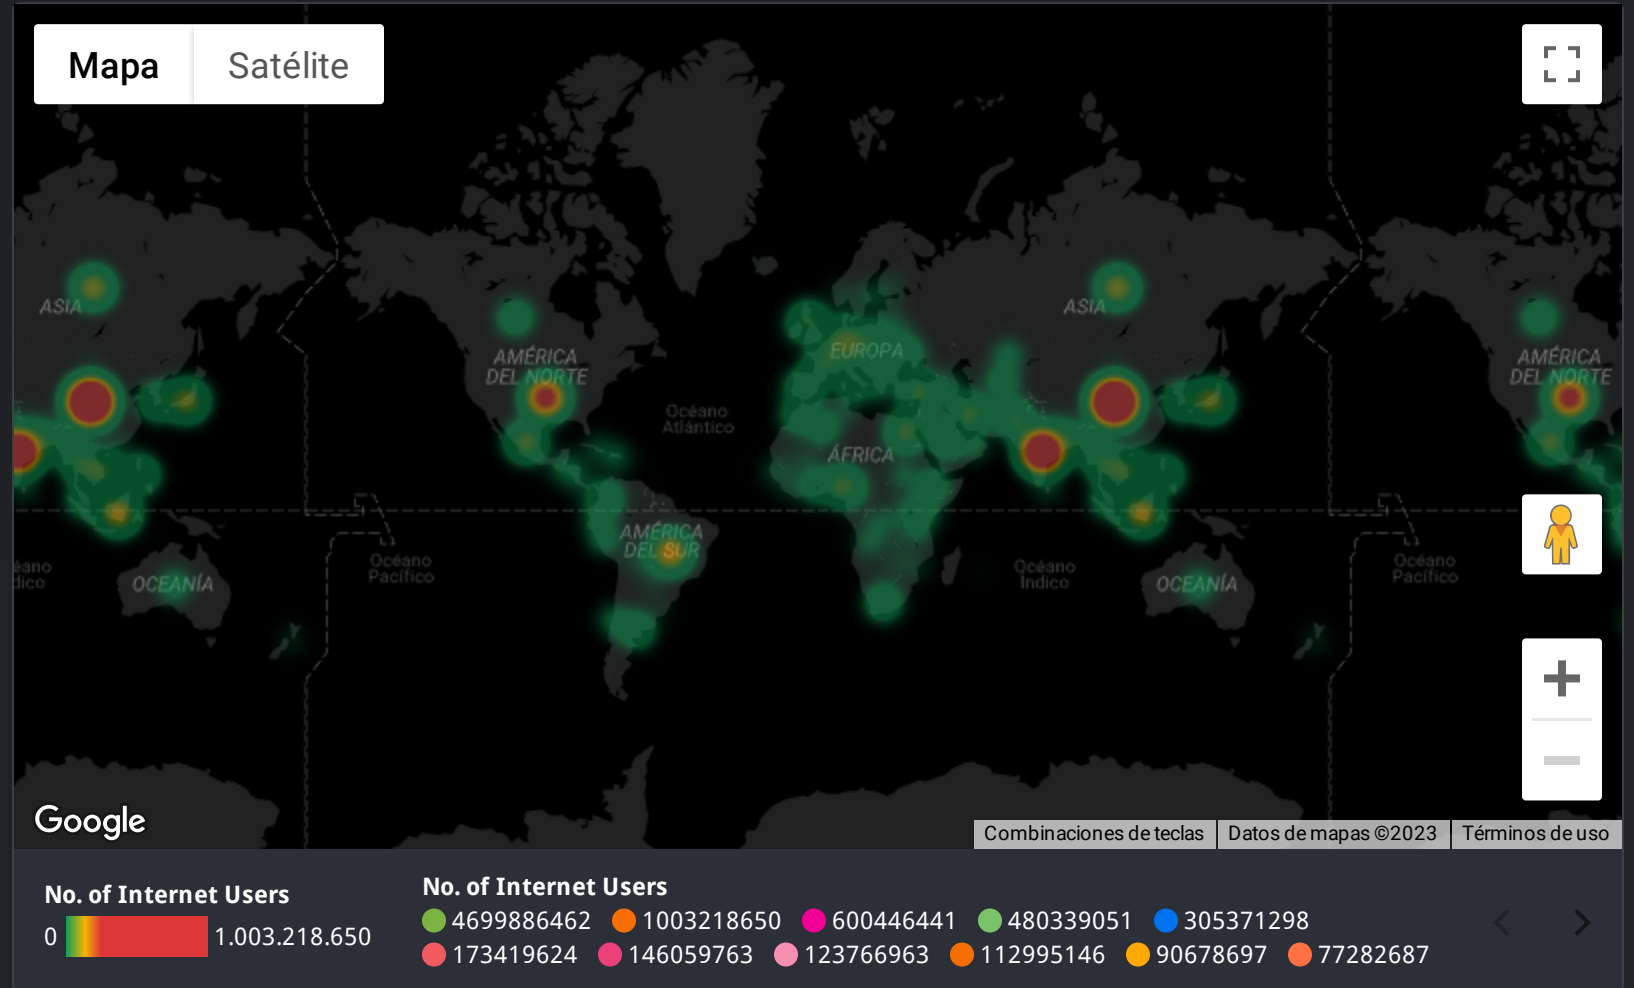 Mapa Satélite
ASIA
ASIA
AMÉRICA
DEL NORTE
EUROPA
AMÉRICA
DEL NORTE
Océano
Atlántico
ÁFRICA
AMÉRICA
DEL SUR
éano
dico
OCEANÍA
Océano
Pacífico
Océano
Índico
OCEANÍA
Océano
Pacífico
Google
Combinaciones de teclas Datos de mapas ©2023 Términos de uso
No. of Internet Users
0 1.003.218.650
No. of Internet Users
4699886462 1003218650 600446441 480339051 305371298
173419624 146059763 123766963 112995146 90678697 77282687